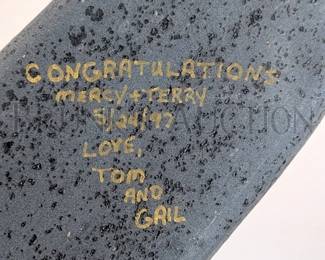 CONGRATULATIONS
MERCY + TERRY
5/24/97
LOVE,
TOM
AND
GAIL